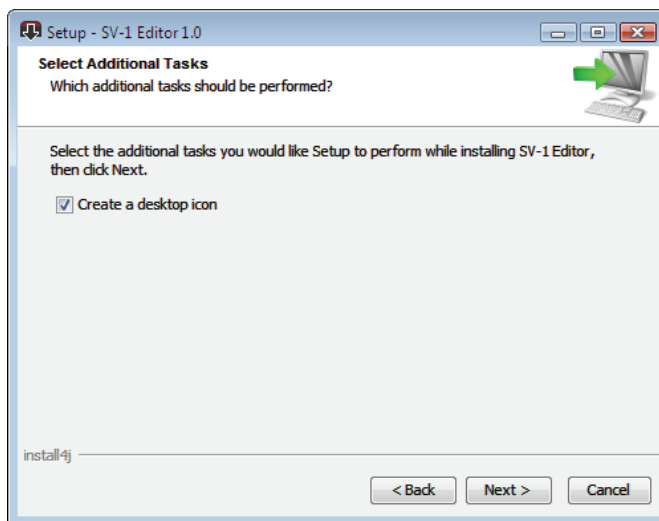 Setup - SV-1 Editor 1.0
Select Additional Tasks
Which additional tasks should be performed?
Select the additional tasks you would like Setup to perform while installing SV-1 Editor,
then click Next.
Create a desktop icon
install4j
< Back Next > Cancel